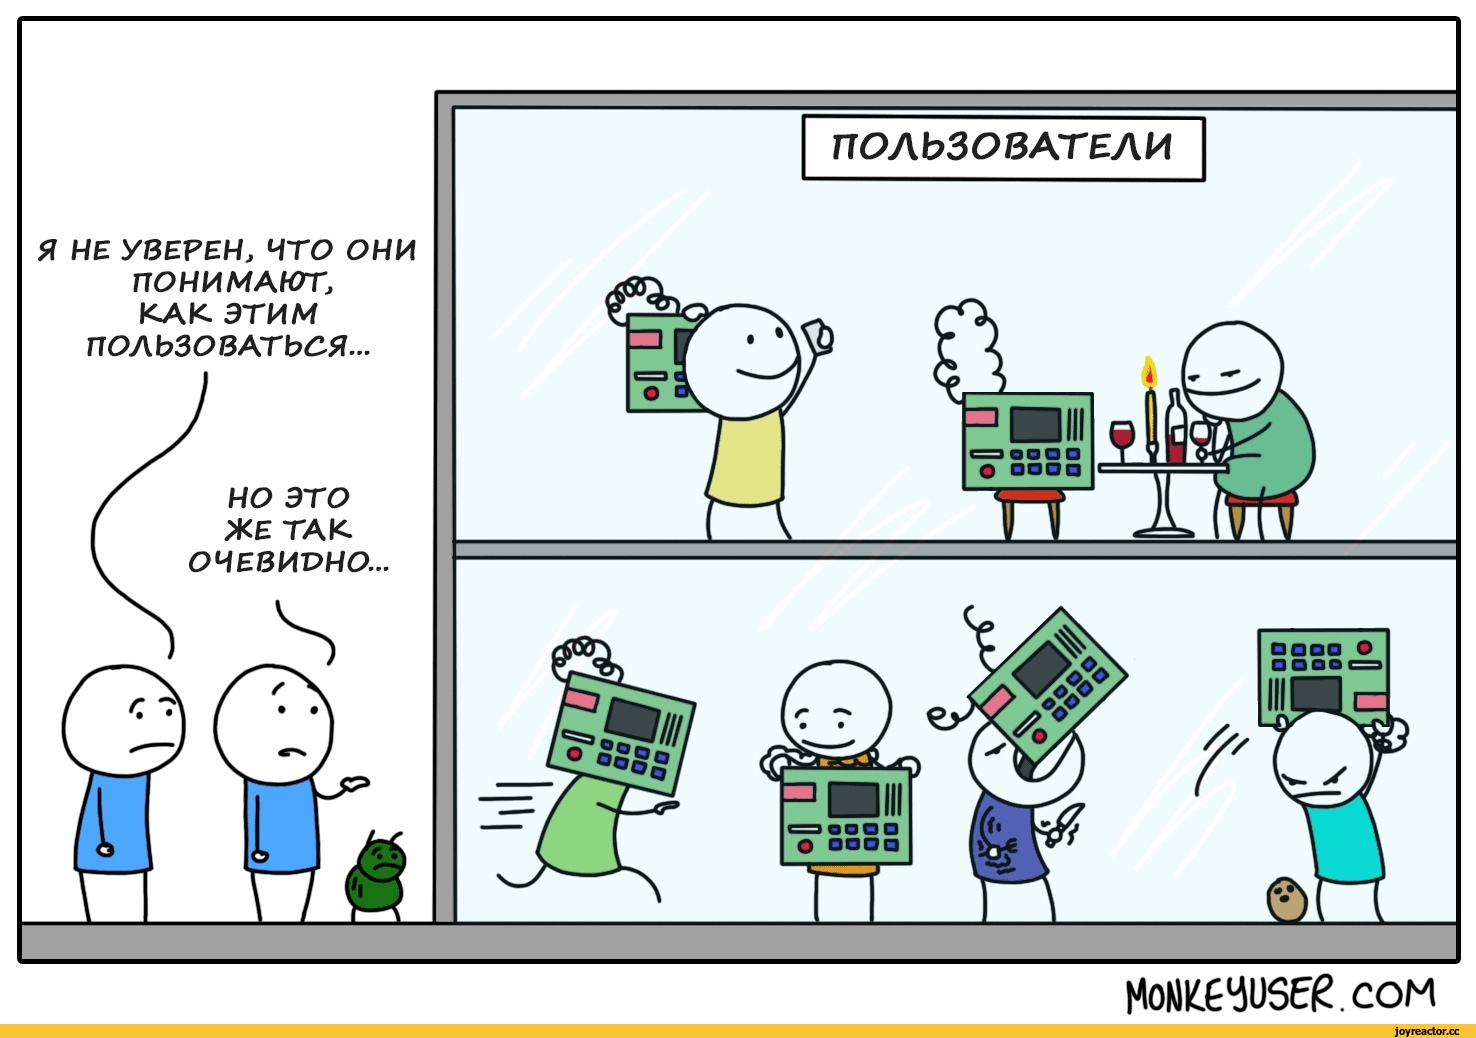 ПОЛЬЗОВАТЕЛИ
Я НЕ УВЕРЕН, ЧТО ОНИ
ПОНИМАЮТ,
КАК ЭТИМ
ПОЛЬЗОВАТЬСЯ...
НО ЭТО
ЖЕ ТАК
ОЧЕВИДНО...
MONKEYUSER.COM
joyreactor.cc